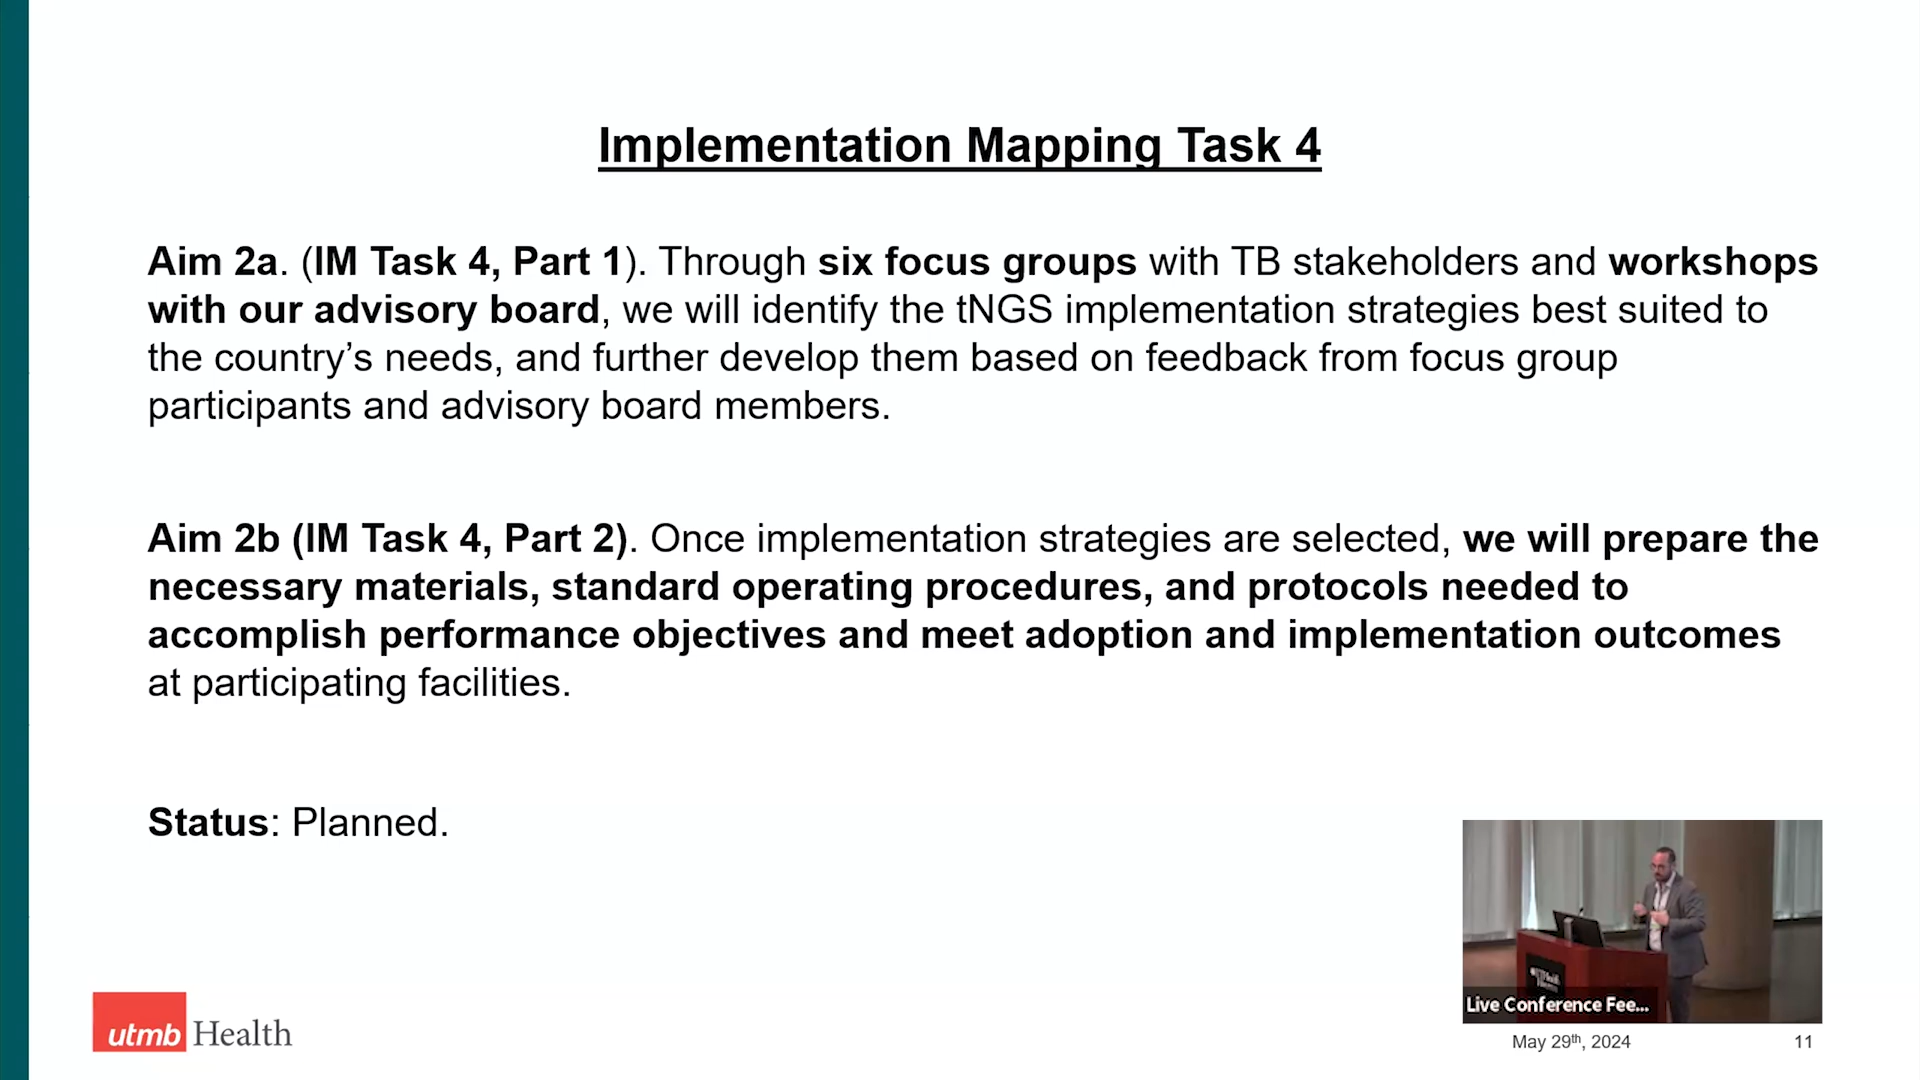 Implementation Mapping Task 4
Aim 2a. (IM Task 4, Part 1). Through six focus groups with TB stakeholders and workshops
with our advisory board, we will identify the tNGS implementation strategies best suited to
the country’s needs, and further develop them based on feedback from focus group
participants and advisory board members.
Aim 2b (IM Task 4, Part 2). Once implementation strategies are selected, we will prepare the
necessary materials, standard operating procedures, and protocols needed to
accomplish performance objectives and meet adoption and implementation outcomes
at participating facilities.
Status: Planned.
Live Conference Fee...
utmb Health
May 29th, 2024
11